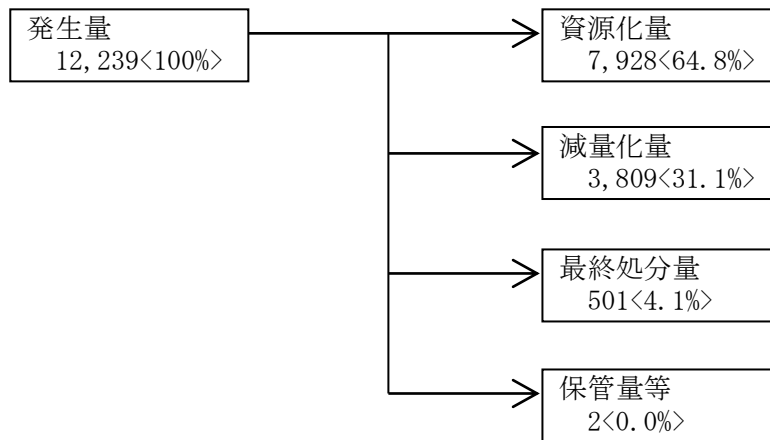 発生量
12,239<100%>
資源化量
7,928<64.8%>
減量化量
3,809<31.1%>
最終処分量
501<4.1%>
保管量等
2<0.0%>